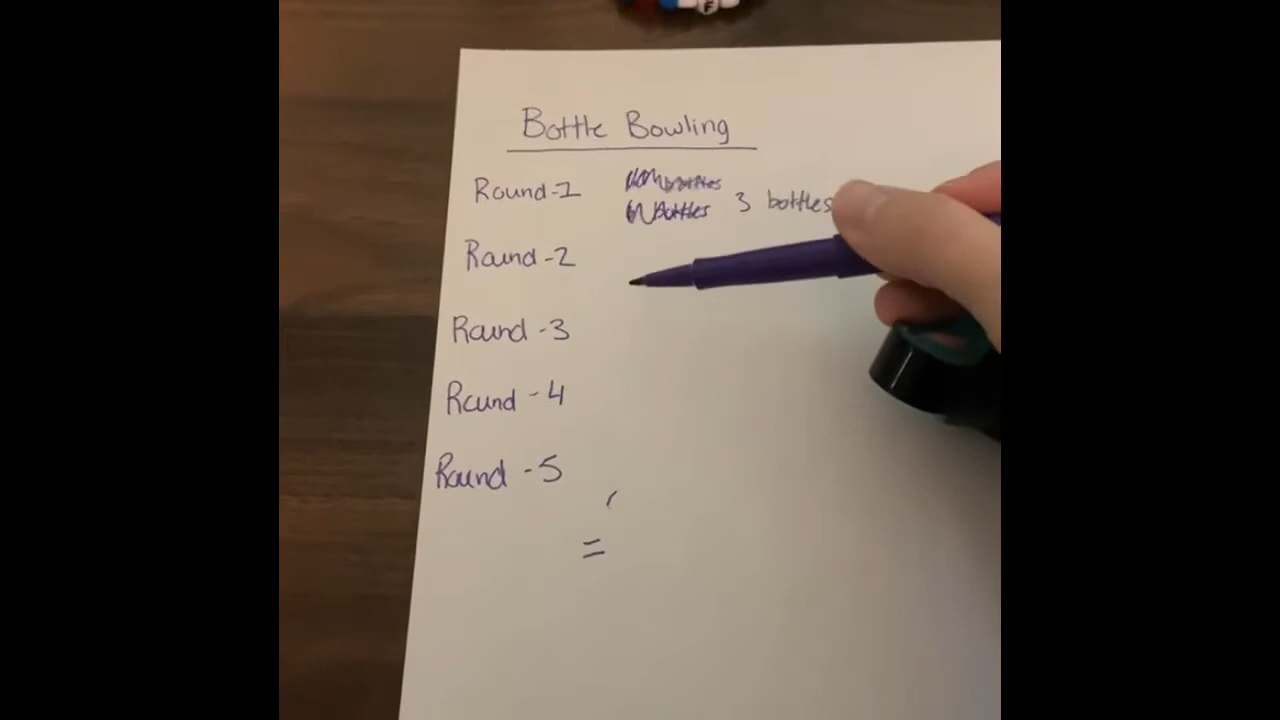 Bottle Bowling
Round-1 3 bottles
Round-2
Round-3
Round-4
Round-5
=